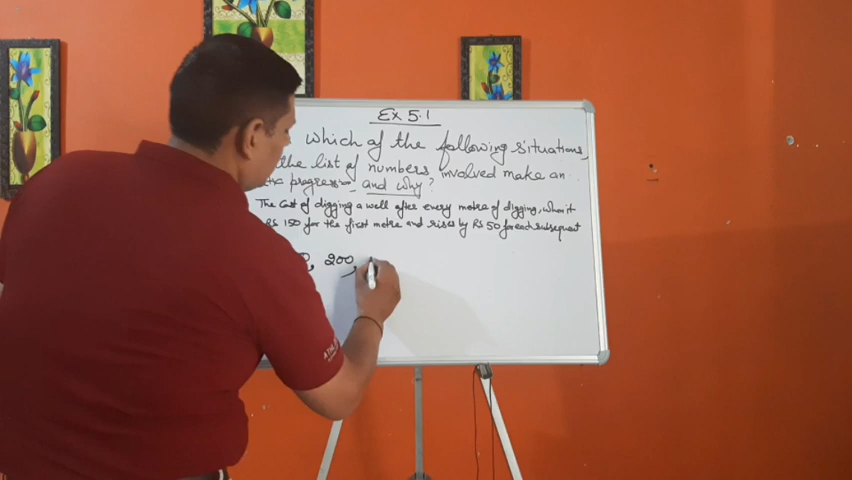 Ex 5.1
which of the following situations,
the list of numbers involved make an
progression and why?
The Cost of digging a well after every metre of digging, when it
Rs 150 for the first metre and rises by Rs 50 for each subsequent
0, 200,